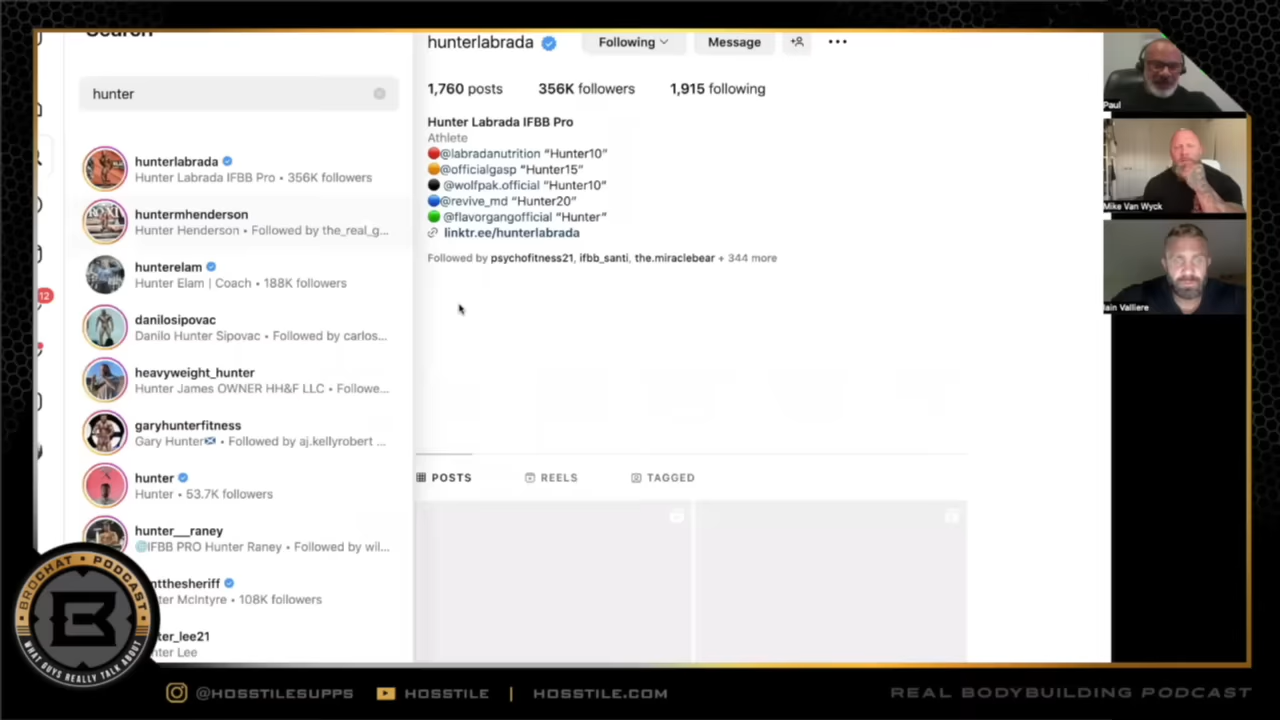 Search
hunter
hunterlabrada
Hunter Labrada IFBB Pro • 356K followers
huntermhenderson
Hunter Henderson • Followed by the_real_g...
hunterelam
Hunter Elam | Coach • 188K followers
danilosipovac
Danilo Hunter Sipovac • Followed by carlos...
heavyweight_hunter
Hunter James OWNER HH&F LLC • Followe...
garyhunterfitness
Gary Hunter🏴󠁧󠁢󠁳󠁣󠁴󠁿 • Followed by aj.kellyrobert ...
hunter
Hunter • 53.7K followers
hunter___raney
IFBB PRO Hunter Raney • Followed by wil...
ntthesheriff
ter McIntyre • 108K followers
ter_lee21
nter Lee
12
hunterlabrada
Following
Message
1,760 posts 356K followers 1,915 following
Hunter Labrada IFBB Pro
Athlete
🔴@labradanutrition “Hunter10”
🟠@officialgasp “Hunter15”
⚫ @wolfpak.official “Hunter10”
🔵@revive_md “Hunter20”
🟢 @flavorgangofficial “Hunter”
linktr.ee/hunterlabrada
Followed by psychofitness21, ifbb_santi, the.miraclebear + 344 more
POSTS REELS TAGGED
Paul
Mike Van Wyck
Iain Valliere
BROCHAT • PODCAST
B
WHAT GUYS REALLY TALK ABOUT
@HOSSTILESUPPS HOSSTILE | HOSSTILE.COM
REAL BODYBUILDING PODCAST